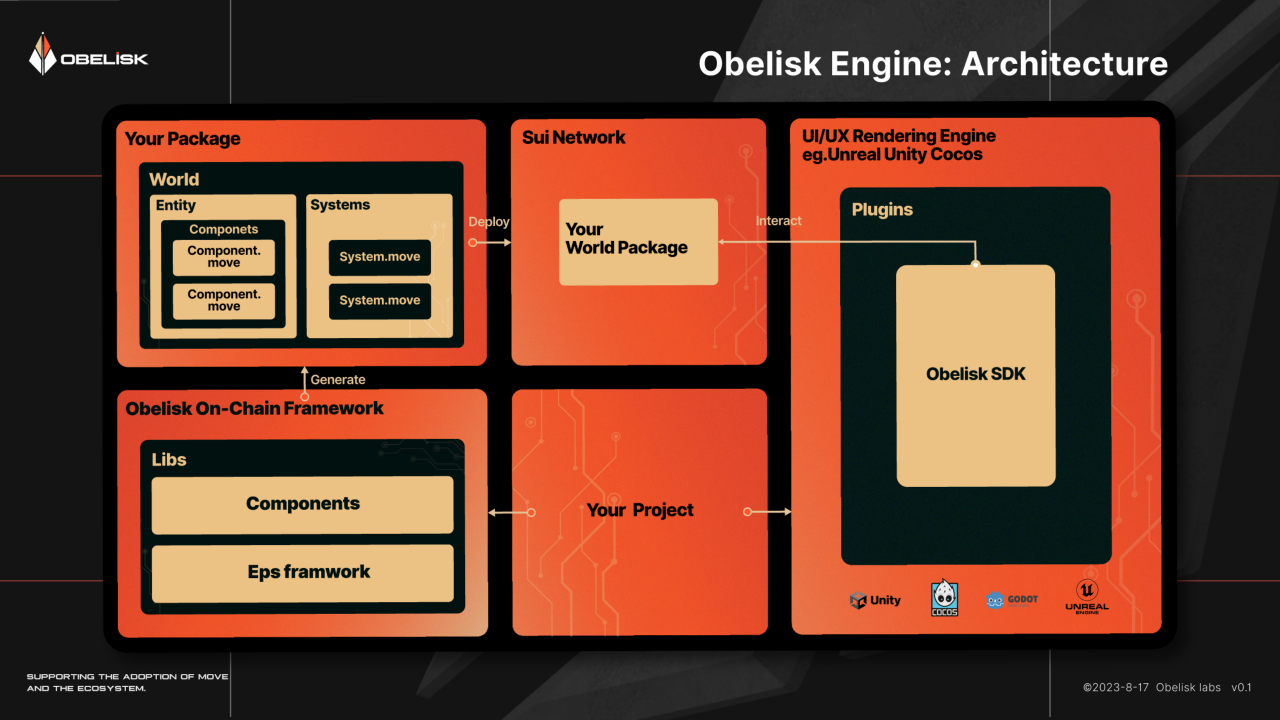 OBELISK
Obelisk Engine: Architecture
Your Package
World
Entity
Componets
Component.
move
Component.
move
Systems
System.move
System.move
Deploy
Sui Network
Your
World Package
Interact
UI/UX Rendering Engine
eg.Unreal Unity Cocos
Plugins
Obelisk SDK
Unity
COCOS
GODOT
UNREAL
ENGINE
Generate
Obelisk On-Chain Framework
Libs
Components
Eps framwork
Your Project
SUPPORTING THE ADOPTION OF MOVE
AND THE ECOSYSTEM.
©2023-8-17 Obelisk labs v0.1